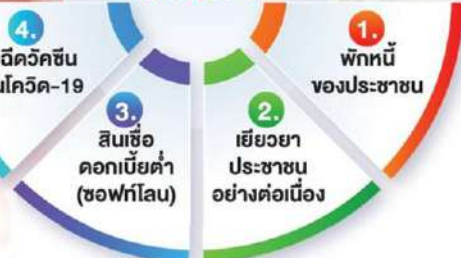 1.
พักหนี้
ของประชาชน
2.
เยียวยา
ประชาชน
อย่างต่อเนื่อง
3.
สินเชื่อ
ดอกเบี้ยต่ำ
(ซอฟท์โลน)
4.
ฉีดวัคซีน
โควิด-19